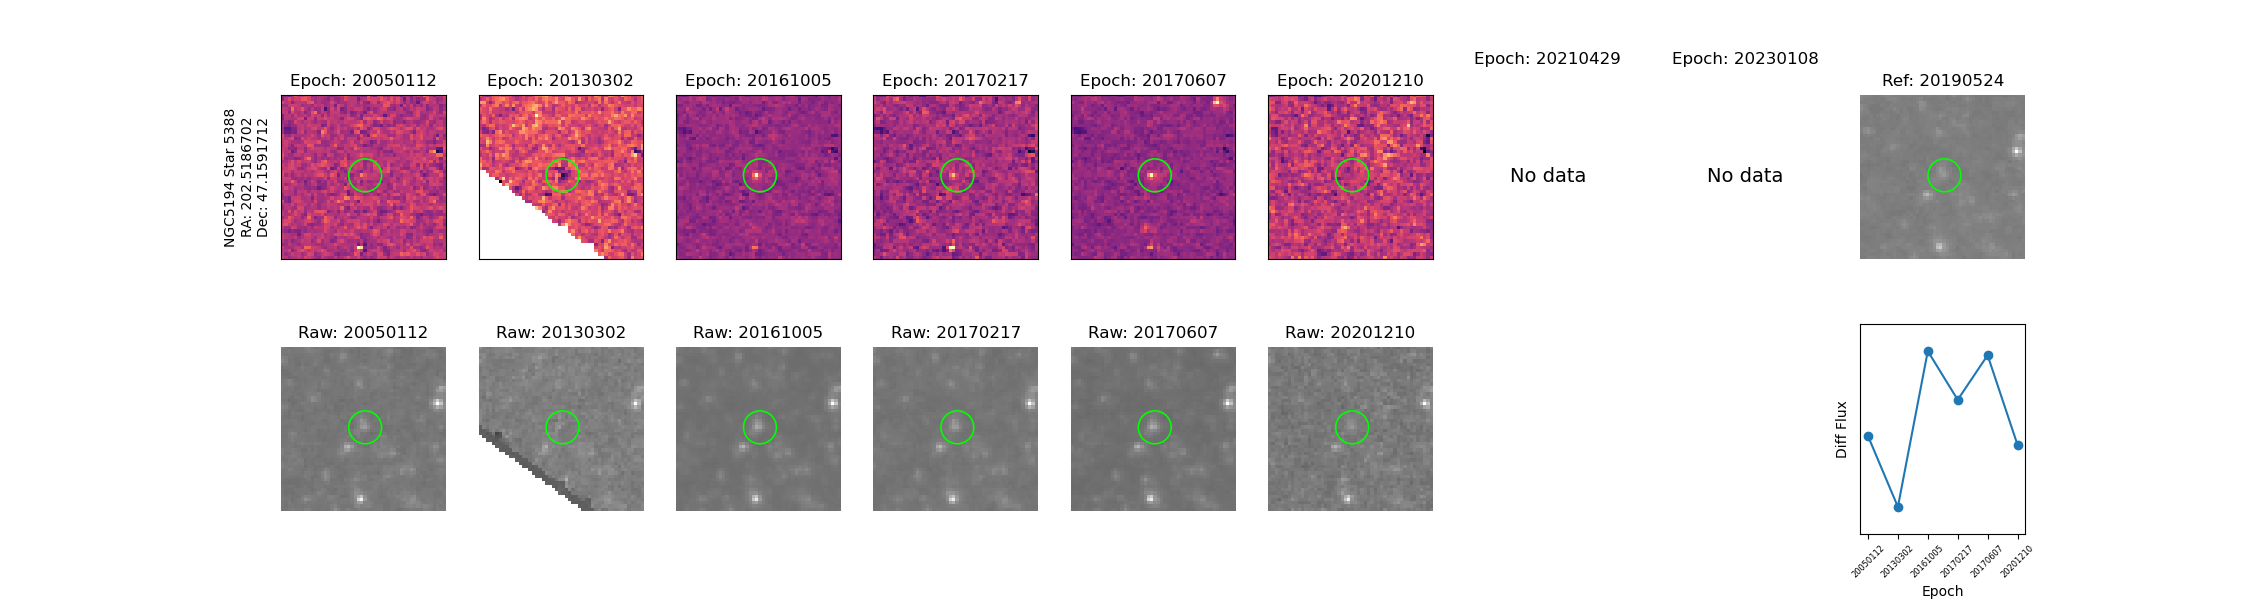 NGC5194 Star 5388
RA: 202.5186702
Dec: 47.1591712
Epoch: 20050112
Epoch: 20130302
Epoch: 20161005
Epoch: 20170217
Epoch: 20170607
Epoch: 20201210
Epoch: 20210429
Epoch: 20230108
Ref: 20190524
No data
No data
Raw: 20050112
Raw: 20130302
Raw: 20161005
Raw: 20170217
Raw: 20170607
Raw: 20201210
Diff Flux
20050112
20130302
20161005
20170217
20170607
20201210
Epoch